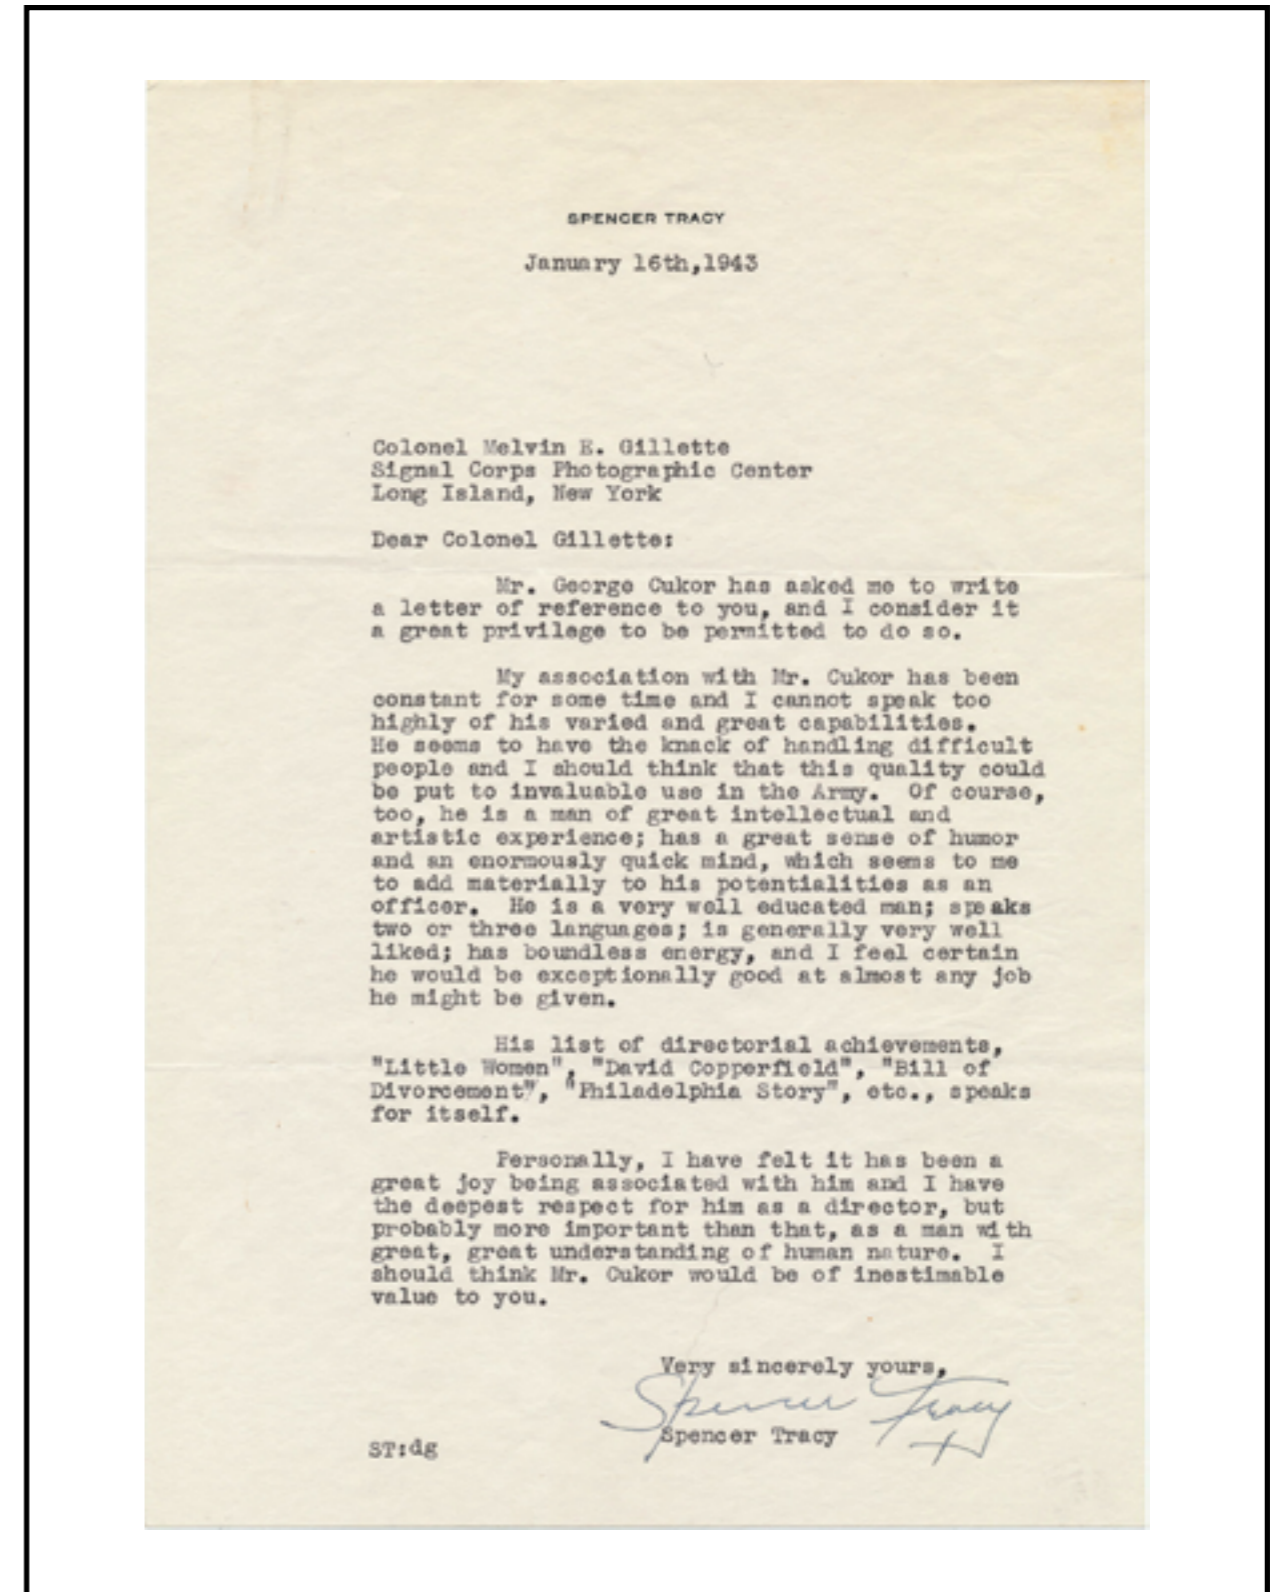 SPENCER TRACY
January 16th,1943
Colonel Melvin E. Gillette
Signal Corps Photographic Center
Long Island, New York
Dear Colonel Gillette:
Mr. George Cukor has asked me to write
a letter of reference to you, and I consider it
a great privilege to be permitted to do so.
My association with Mr. Cukor has been
constant for some time and I cannot speak too
highly of his varied and great capabilities.
He seems to have the knack of handling difficult
people and I should think that this quality could
be put to invaluable use in the Army. Of course,
too, he is a man of great intellectual and
artistic experience; has a great sense of humor
and an enormously quick mind, which seems to me
to add materially to his potentialities as an
officer. He is a very well educated man; speaks
two or three languages; is generally very well
liked; has boundless energy, and I feel certain
he would be exceptionally good at almost any job
he might be given.
His list of directorial achievements,
"Little Women", "David Copperfield", "Bill of
Divorcement", "Philadelphia Story", etc., speaks
for itself.
Personally, I have felt it has been a
great joy being associated with him and I have
the deepest respect for him as a director, but
probably more important than that, as a man with
great, great understanding of human nature. I
should think Mr. Cukor would be of inestimable
value to you.
Very sincerely yours,
Spencer Tracy
Spencer Tracy
ST:dg